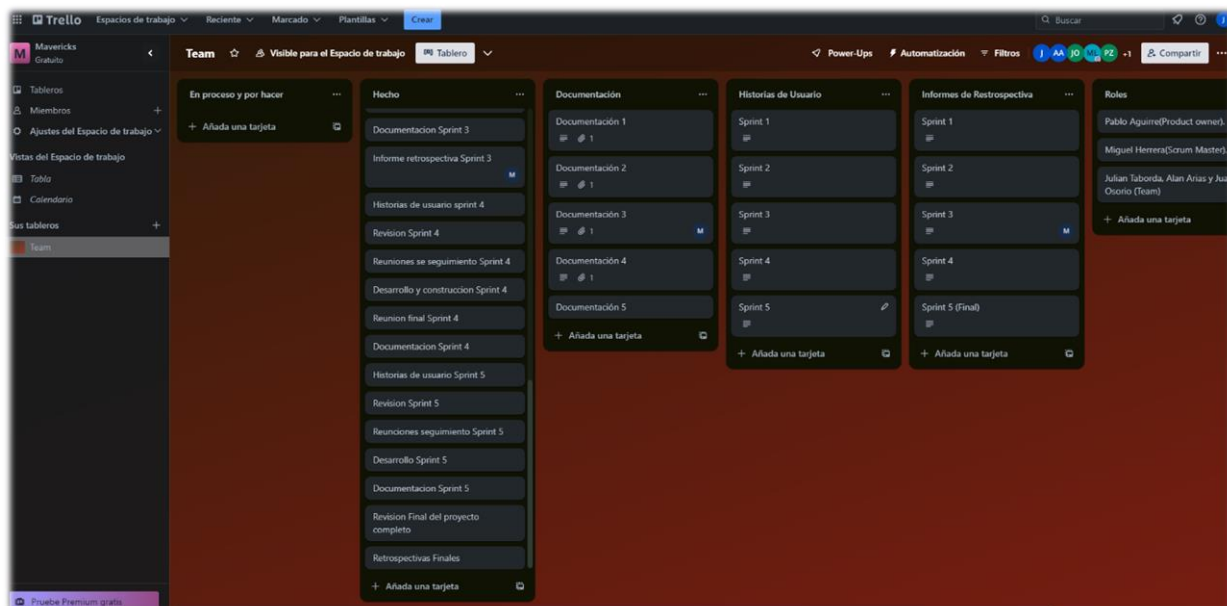 Trello Espacios de trabajo Reciente Marcado Plantillas Crear Buscar
M Mavericks
Gratuito
Tableros
Miembros
Ajustes del Espacio de trabajo
Vistas del Espacio de trabajo
Tabla
Calendario
Sus tableros
Team
Pruebe Premium gratis
Team Visible para el Espacio de trabajo Tablero Power-Ups Automatización Filtros J AA JO PZ +1 Compartir
En proceso y por hacer
Añada una tarjeta
Hecho
Documentacion Sprint 3
Informe retrospectiva Sprint 3
M
Historias de usuario sprint 4
Revision Sprint 4
Reuniones se seguimiento Sprint 4
Desarrollo y construccion Sprint 4
Reunion final Sprint 4
Documentacion Sprint 4
Historias de usuario Sprint 5
Revision Sprint 5
Reunciones seguimiento Sprint 5
Desarrollo Sprint 5
Documentacion Sprint 5
Revision Final del proyecto
completo
Retrospectivas Finales
Añada una tarjeta
Documentación
Documentación 1
1
Documentación 2
1
Documentación 3
1 M
Documentación 4
1
Documentación 5
Añada una tarjeta
Historias de Usuario
Sprint 1
Sprint 2
Sprint 3
Sprint 4
Sprint 5
Añada una tarjeta
Informes de Restrospectiva
Sprint 1
Sprint 2
Sprint 3
M
Sprint 4
Sprint 5 (Final)
Añada una tarjeta
Roles
Pablo Aguirre(Product owner).
Miguel Herrera(Scrum Master).
Julian Taborda, Alan Arias y Jua
Osorio (Team)
Añada una tarjeta